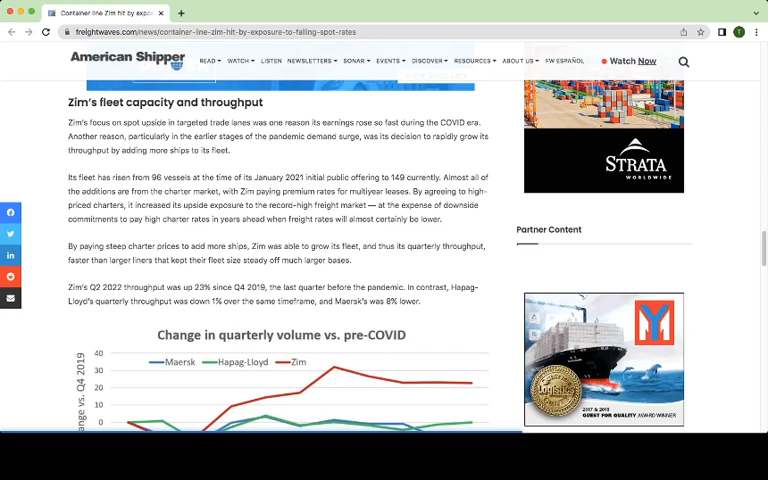 Container line Zim hit by expos
freightwaves.com/news/container-line-zim-hit-by-exposure-to-falling-spot-rates
T
American Shipper
READ WATCH LISTEN NEWSLETTERS SONAR EVENTS DISCOVER RESOURCES ABOUT US FW ESPAÑOL
Watch Now
Zim's fleet capacity and throughput
Zim's focus on spot upside in targeted trade lanes was one reason its earnings rose so fast during the COVID era.
Another reason, particularly in the earlier stages of the pandemic demand surge, was its decision to rapidly grow its
throughput by adding more ships to its fleet.
Its fleet has risen from 96 vessels at the time of its January 2021 initial public offering to 149 currently. Almost all of
the additions are from the charter market, with Zim paying premium rates for multiyear leases. By agreeing to high-
priced charters, it increased its upside exposure to the record-high freight market — at the expense of downside
commitments to pay high charter rates in years ahead when freight rates will almost certainly be lower.
By paying steep charter prices to add more ships, Zim was able to grow its fleet, and thus its quarterly throughput,
faster than larger liners that kept their fleet size steady off much larger bases.
Zim's Q2 2022 throughput was up 23% since Q4 2019, the last quarter before the pandemic. In contrast, Hapag-
Lloyd's quarterly throughput was down 1% over the same timeframe, and Maersk's was 8% lower.
Change in quarterly volume vs. pre-COVID
Maersk Hapag-Lloyd Zim
40
30
20
10
0
nge vs. Q4 2019
STRATA
WORLDWIDE
Partner Content
Logistics
2017 & 2018
QUEST FOR QUALITY AWARD WINNER